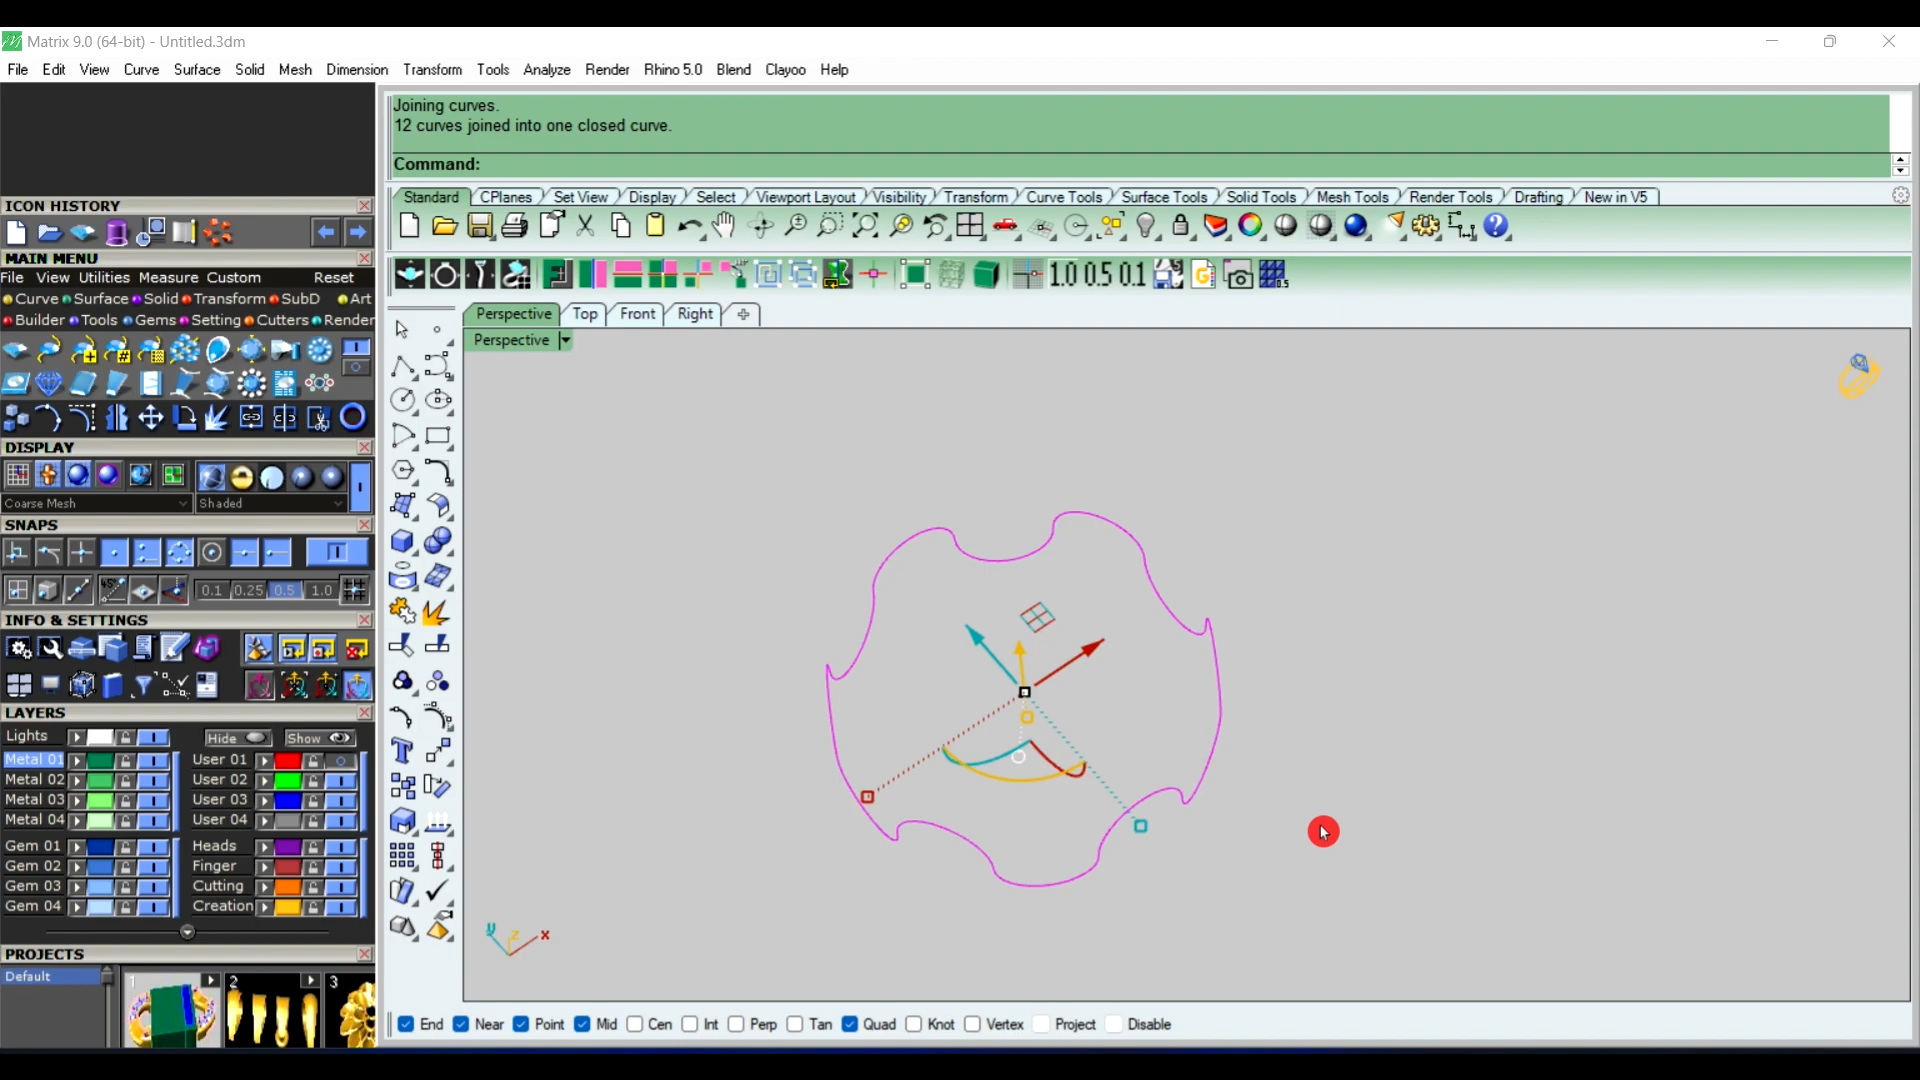 Matrix 9.0 (64-bit) - Untitled.3dm
File Edit View Curve Surface Solid Mesh Dimension Transform Tools Analyze Render Rhino 5.0 Blend Clayoo Help
Joining curves.
12 curves joined into one closed curve.
Command:
Standard CPlanes Set View Display Select Viewport Layout Visibility Transform Curve Tools Surface Tools Solid Tools Mesh Tools Render Tools Drafting New in V5
1.0 0.5 0.1
Perspective Top Front Right
Perspective
ICON HISTORY
MAIN MENU
File View Utilities Measure Custom Reset
Curve Surface Solid Transform SubD Art
Builder Tools Gems Setting Cutters Render
DISPLAY
Coarse Mesh Shaded
SNAPS
0.1 0.25 0.5 1.0
INFO & SETTINGS
LAYERS
Lights Hide Show
Metal 01 User 01
Metal 02 User 02
Metal 03 User 03
Metal 04 User 04
Gem 01 Heads
Gem 02 Finger
Gem 03 Cutting
Gem 04 Creation
PROJECTS
Default 1 2 3
y z x
End Near Point Mid Cen Int Perp Tan Quad Knot Vertex Project Disable